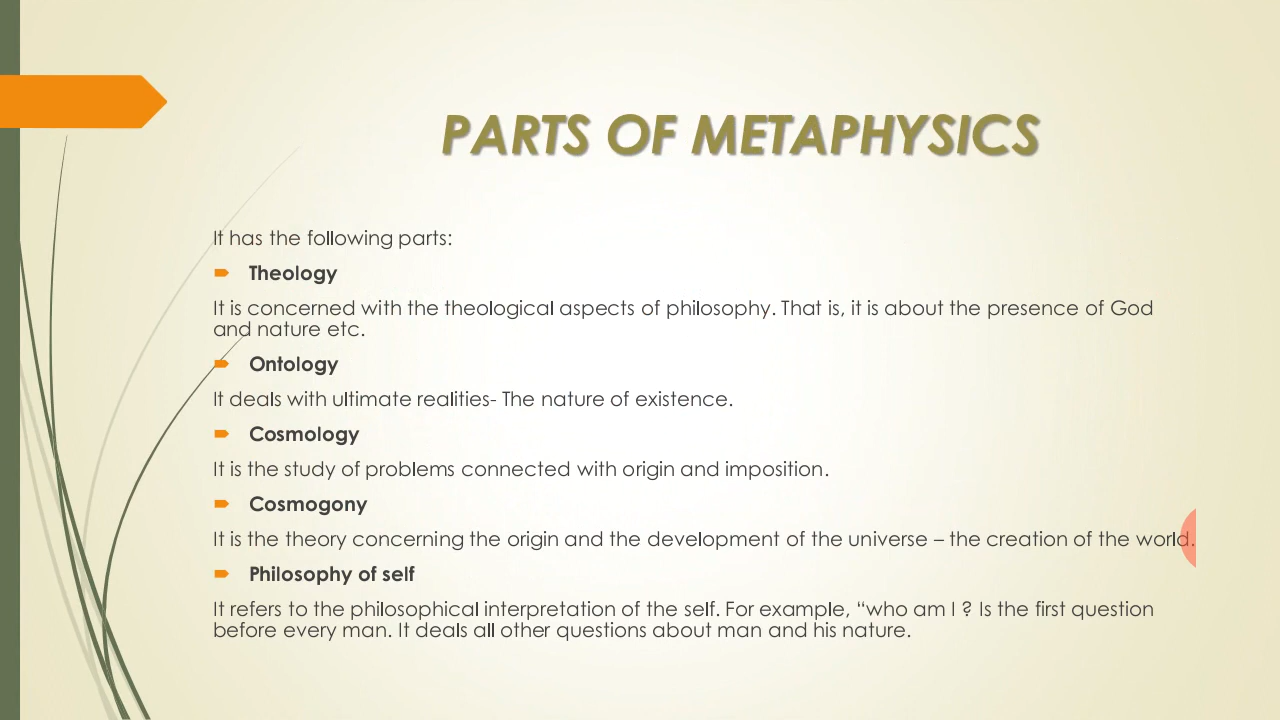 PARTS OF METAPHYSICS
It has the following parts:
Theology
It is concerned with the theological aspects of philosophy. That is, it is about the presence of God
and nature etc.
Ontology
It deals with ultimate realities- The nature of existence.
Cosmology
It is the study of problems connected with origin and imposition.
Cosmogony
It is the theory concerning the origin and the development of the universe – the creation of the world.
Philosophy of self
It refers to the philosophical interpretation of the self. For example, “who am I ? Is the first question
before every man. It deals all other questions about man and his nature.